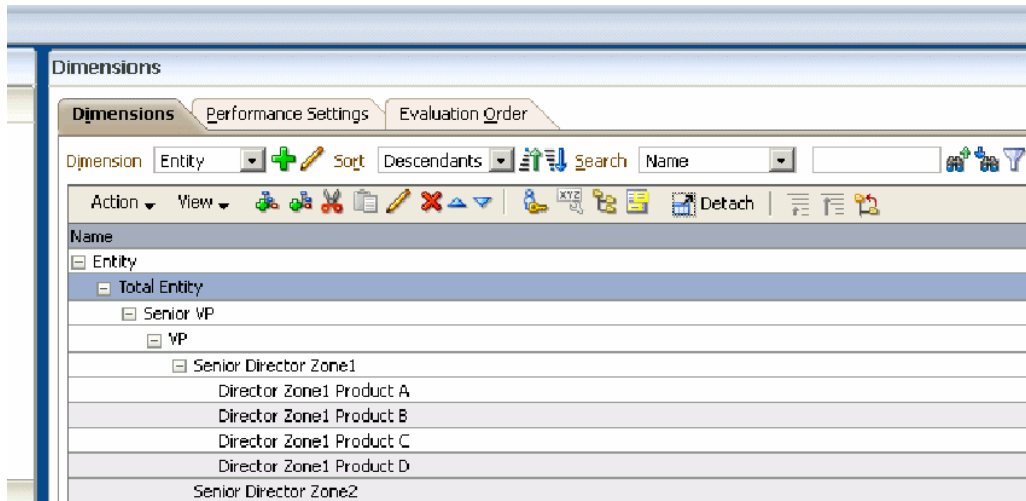 Dimensions
Dimensions Performance Settings Evaluation Order
Dimension Entity Sort Descendants Search Name
Action View XYZ Detach
Name
Entity
Total Entity
Senior VP
VP
Senior Director Zone1
Director Zone1 Product A
Director Zone1 Product B
Director Zone1 Product C
Director Zone1 Product D
Senior Director Zone2